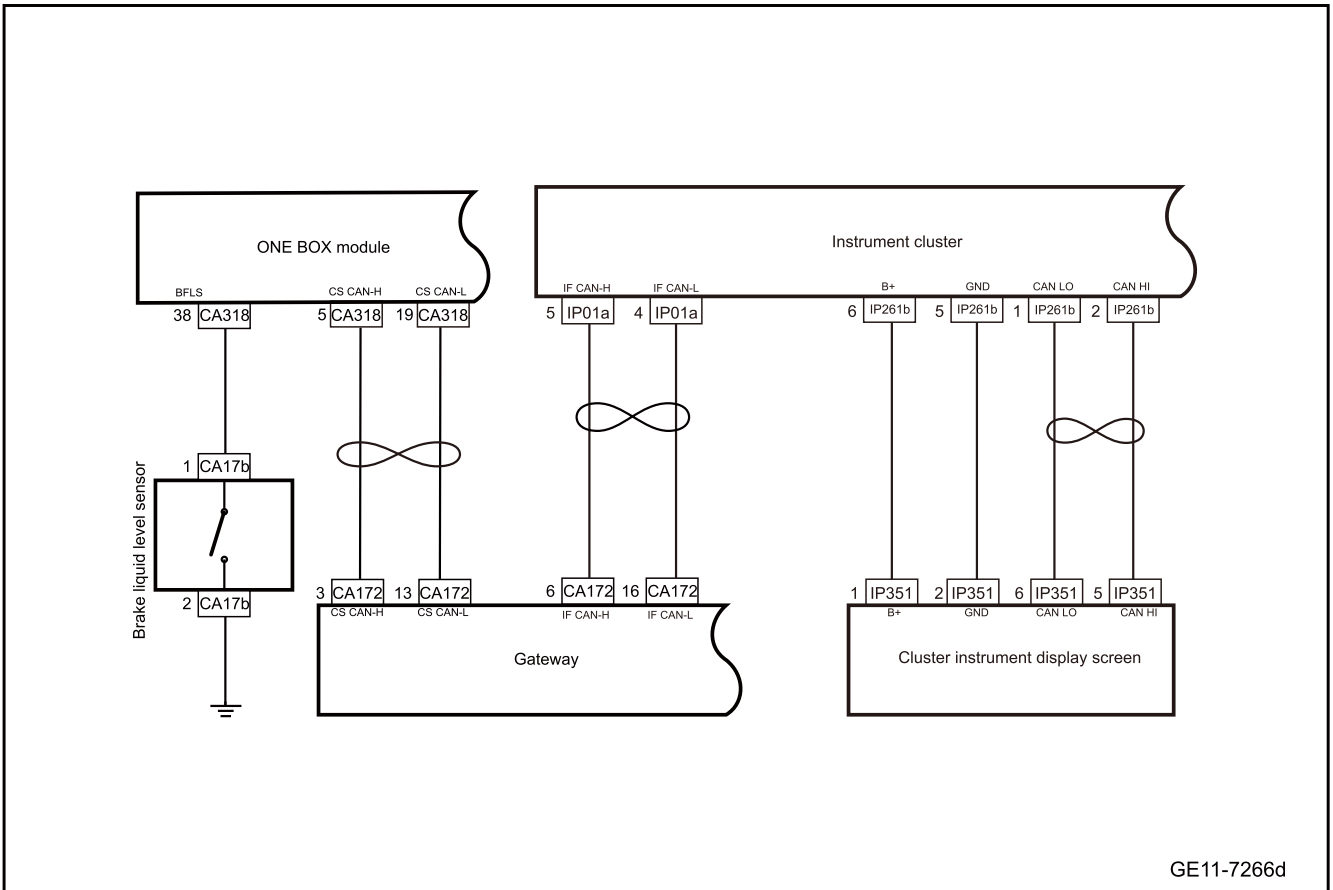 ONE BOX module
BFLS CS CAN-H CS CAN-L
38 CA318 5 CA318 19 CA318
Instrument cluster
IF CAN-H IF CAN-L B+ GND CAN LO CAN HI
5 IP01a 4 IP01a 6 IP261b 5 IP261b 1 IP261b 2 IP261b
1 CA17b
Brake liquid level sensor
2 CA17b
3 CA172 13 CA172 6 CA172 16 CA172
CS CAN-H CS CAN-L IF CAN-H IF CAN-L
Gateway
1 IP351 2 IP351 6 IP351 5 IP351
B+ GND CAN LO CAN HI
Cluster instrument display screen
GE11-7266d